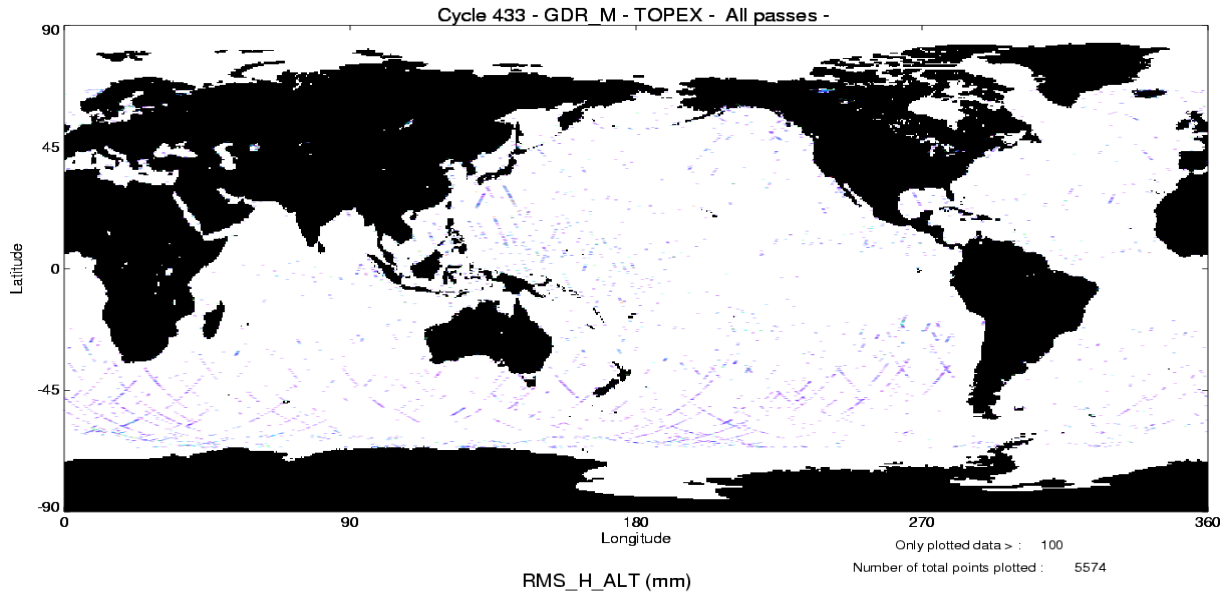 Cycle 433 - GDR_M - TOPEX - All passes -
90
45
0
-45
-90
Latitude
0 90 180 270 360
Longitude
Only plotted data > : 100
Number of total points plotted : 5574
RMS_H_ALT (mm)